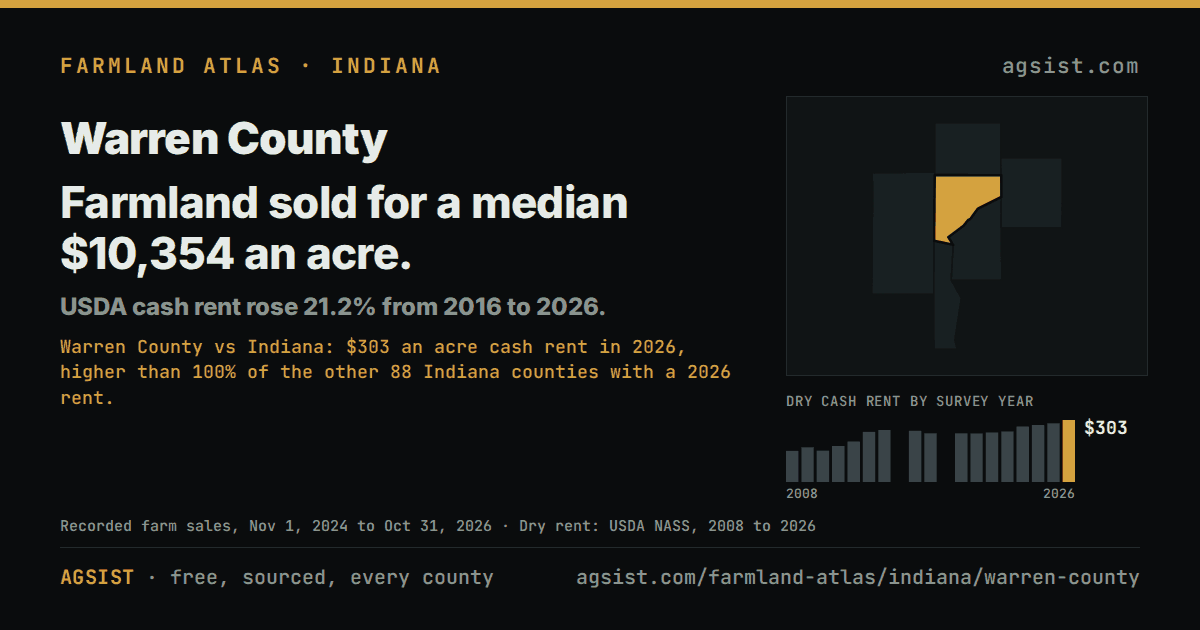 FARMLAND ATLAS · INDIANA
agsist.com
Warren County
Farmland sold for a median
$10,354 an acre.
USDA cash rent rose 21.2% from 2016 to 2026.
Warren County vs Indiana: $303 an acre cash rent in 2026,
higher than 100% of the other 88 Indiana counties with a 2026
rent.
DRY CASH RENT BY SURVEY YEAR
$303
2008
2026
Recorded farm sales, Nov 1, 2024 to Oct 31, 2026 · Dry rent: USDA NASS, 2008 to 2026
AGSIST · free, sourced, every county
agsist.com/farmland-atlas/indiana/warren-county